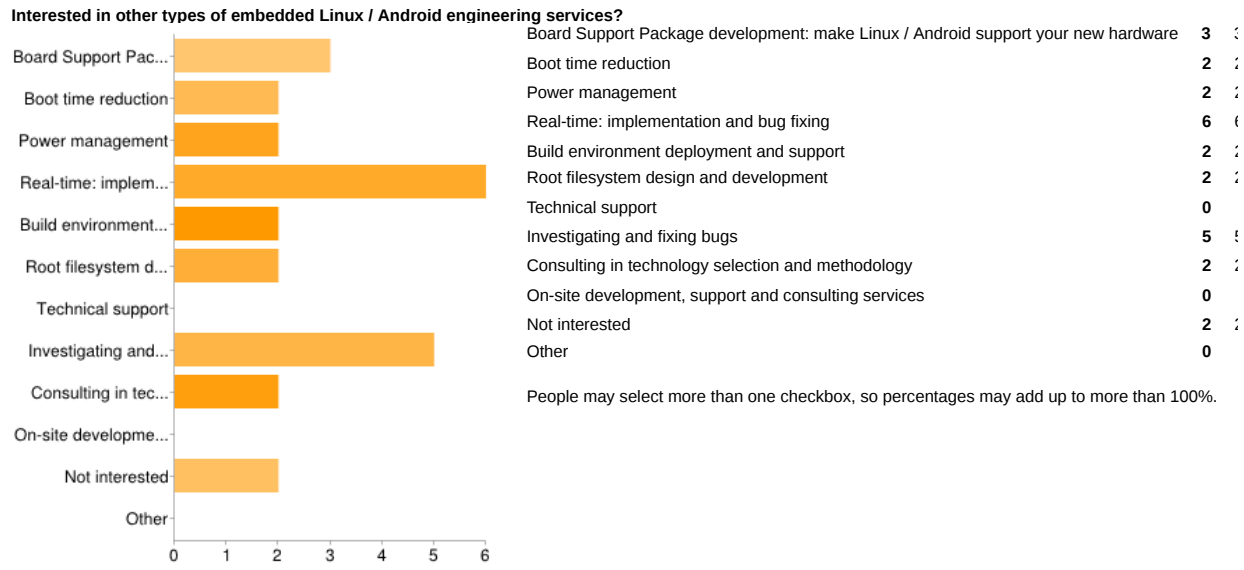 Interested in other types of embedded Linux / Android engineering services?
Board Support Pac...
Boot time reduction
Power management
Real-time: implem...
Build environment...
Root filesystem d...
Technical support
Investigating and...
Consulting in tec...
On-site developme...
Not interested
Other
0 1 2 3 4 5 6
Board Support Package development: make Linux / Android support your new hardware 3
Boot time reduction 2
Power management 2
Real-time: implementation and bug fixing 6
Build environment deployment and support 2
Root filesystem design and development 2
Technical support 0
Investigating and fixing bugs 5
Consulting in technology selection and methodology 2
On-site development, support and consulting services 0
Not interested 2
Other 0
People may select more than one checkbox, so percentages may add up to more than 100%.